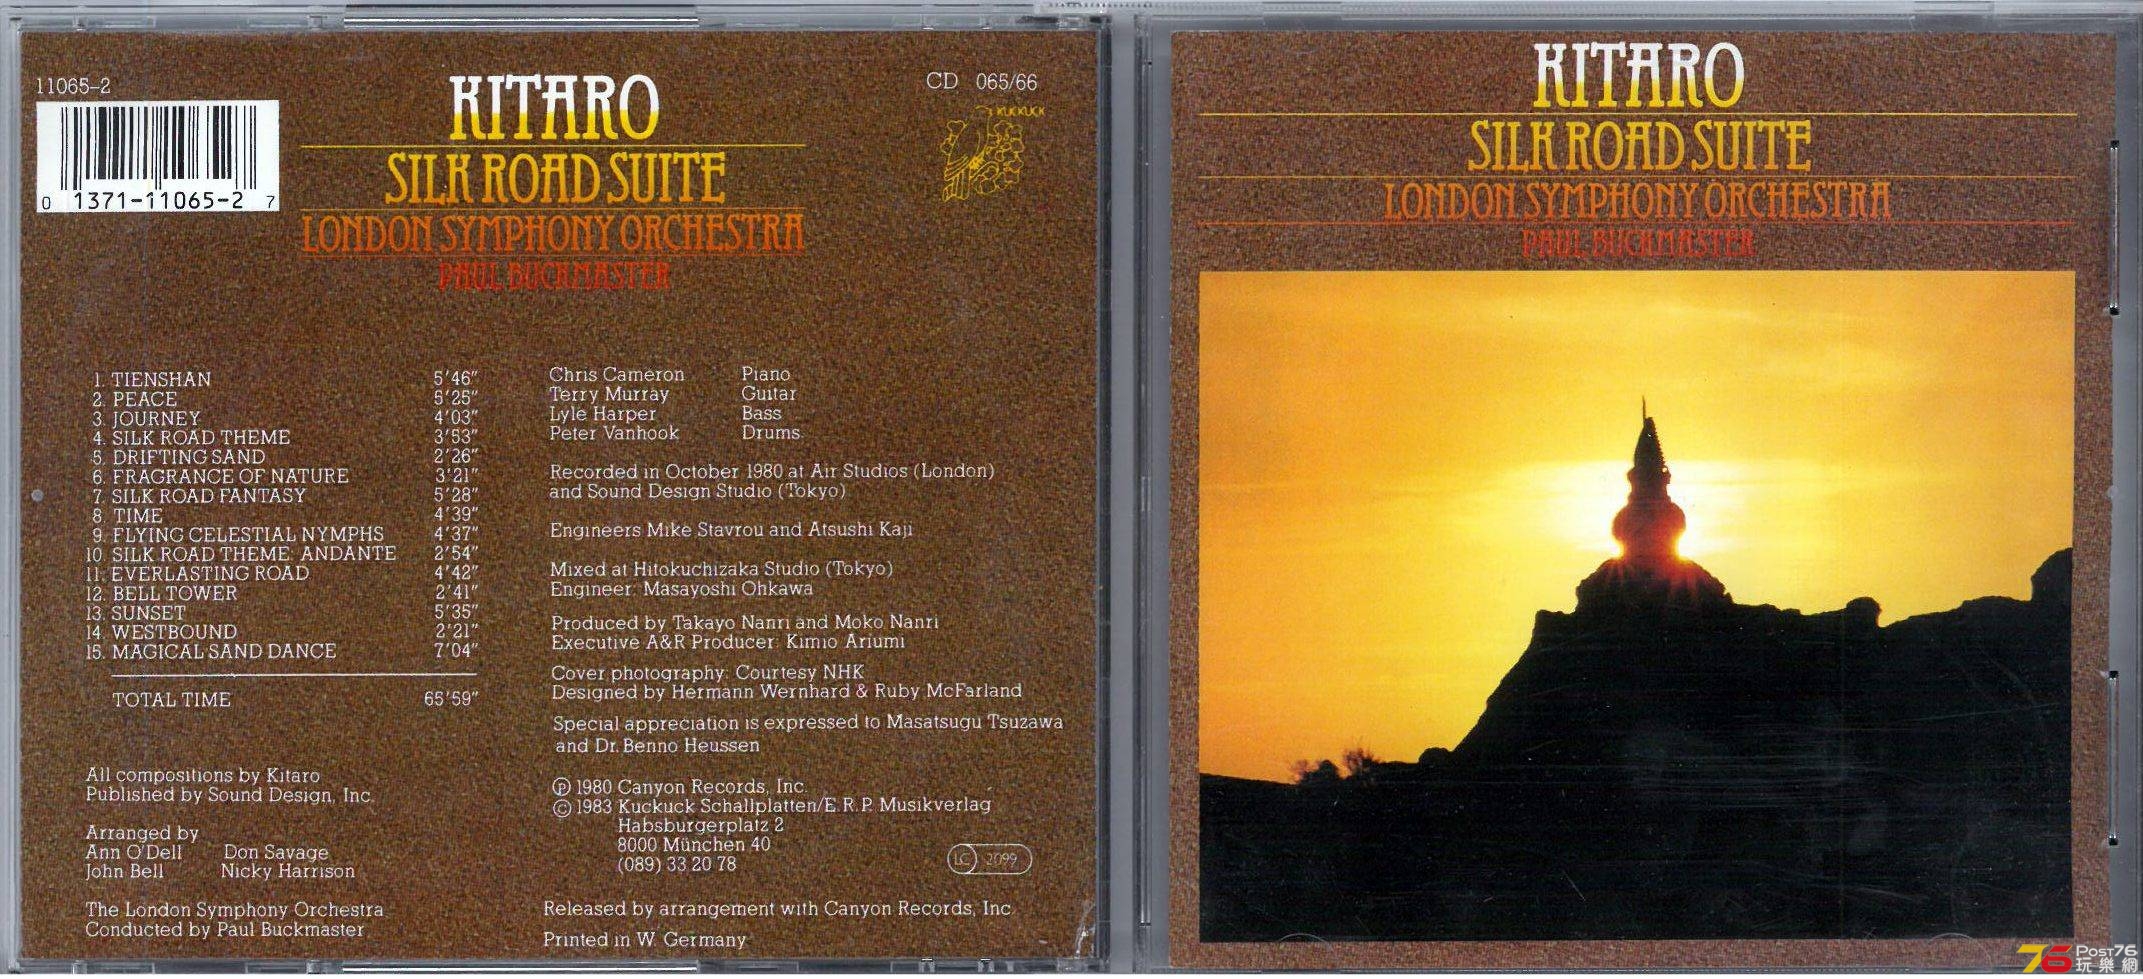 11065-2
0 1371-11065-2 7
KITARO
SILK ROAD SUITE
LONDON SYMPHONY ORCHESTRA
PAUL BUCKMASTER
CD 065/66
KUCKUCK
1. TIENSHAN 5'46"
2. PEACE 5'25"
3. JOURNEY 4'03"
4. SILK ROAD THEME 3'53"
5. DRIFTING SAND 2'26"
6. FRAGRANCE OF NATURE 3'21"
7. SILK ROAD FANTASY 5'28"
8. TIME 4'39"
9. FLYING CELESTIAL NYMPHS 4'37"
10. SILK ROAD THEME: ANDANTE 2'54"
11. EVERLASTING ROAD 4'42"
12. BELL TOWER 2'41"
13. SUNSET 5'35"
14. WESTBOUND 2'21"
15. MAGICAL SAND DANCE 7'04"
TOTAL TIME 65'59"
All compositions by Kitaro
Published by Sound Design, Inc.
Arranged by
Ann O'Dell Don Savage
John Bell Nicky Harrison
The London Symphony Orchestra
Conducted by Paul Buckmaster
Chris Cameron Piano
Terry Murray Guitar
Lyle Harper Bass
Peter Vanhook Drums
Recorded in October 1980 at Air Studios (London)
and Sound Design Studio (Tokyo)
Engineers Mike Stavrou and Atsushi Kaji
Mixed at Hitokuchizaka Studio (Tokyo)
Engineer: Masayoshi Ohkawa
Produced by Takayo Nanri and Moko Nanri
Executive A&R Producer: Kimio Ariumi
Cover photography: Courtesy NHK
Designed by Hermann Wernhard & Ruby McFarland
Special appreciation is expressed to Masatsugu Tsuzawa
and Dr. Benno Heussen
℗ 1980 Canyon Records, Inc.
© 1983 Kuckuck Schallplatten/E.R.P. Musikverlag
Habsburgerplatz 2
8000 München 40
(089) 33 20 78
LC 2099
Released by arrangement with Canyon Records, Inc
Printed in W. Germany
KITARO
SILK ROAD SUITE
LONDON SYMPHONY ORCHESTRA
PAUL BUCKMASTER
76 POST76
玩樂網